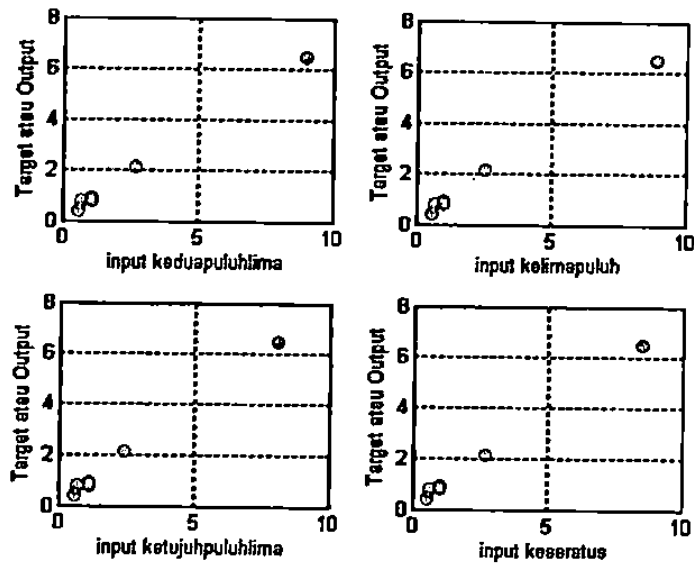 8
6
4
2
0
Target atau Output
0 5 10
input keduapuluhlima
8
6
4
2
0
Target atau Output
0 5 10
input kelimapuluh
8
6
4
2
0
Target atau Output
0 5 10
input ketujuhpuluhlima
8
6
4
2
0
Target atau Output
0 5 10
input keseratus